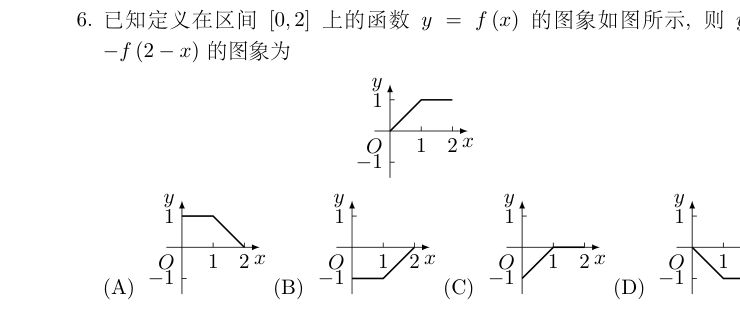 6. 已知定义在区间 [0,2] 上的函数 y = f(x) 的图象如图所示, 则
−f(2−x) 的图象为
y
1
O 1 2 x
−1
y y y y
1 1 1 1
O 1 2 x O 1 2 x O 1 2 x O 1
−1 −1 −1 −1
(A) (B) (C) (D)